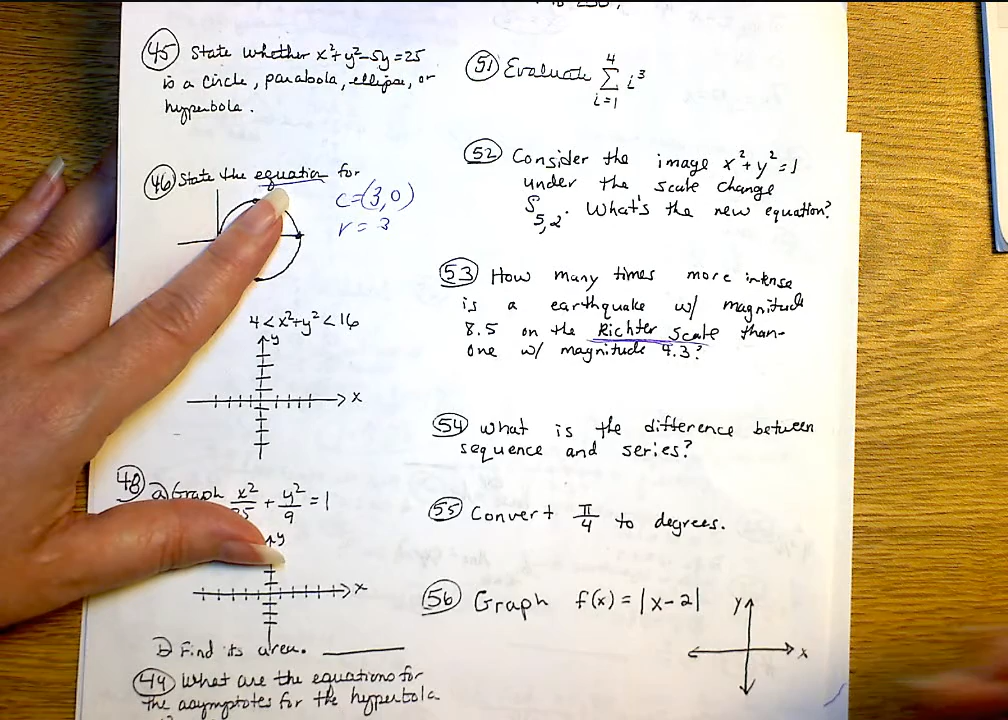 45 State whether x²+y²-5y=25
is a circle, parabola, ellipse, or
hyperbola.
46 State the equation for
c=(3,0)
r = 3
4<x²+y²<16
y
x
48 a) Graph x²/25 + y²/9 = 1
y
x
b) Find its area.
49 What are the equations for
the asymptotes for the hyperbola
51 Evaluate 4 Σ i=1 i³
52 Consider the image x²+y²=1
under the scale change
S5,2. What's the new equation?
53 How many times more intense
is a earthquake w/ magnitude
8.5 on the Richter Scale than
one w/ magnitude 4.3?
54 What is the difference between
sequence and series?
55 Convert π/4 to degrees.
56 Graph f(x) = |x-2|
y
x